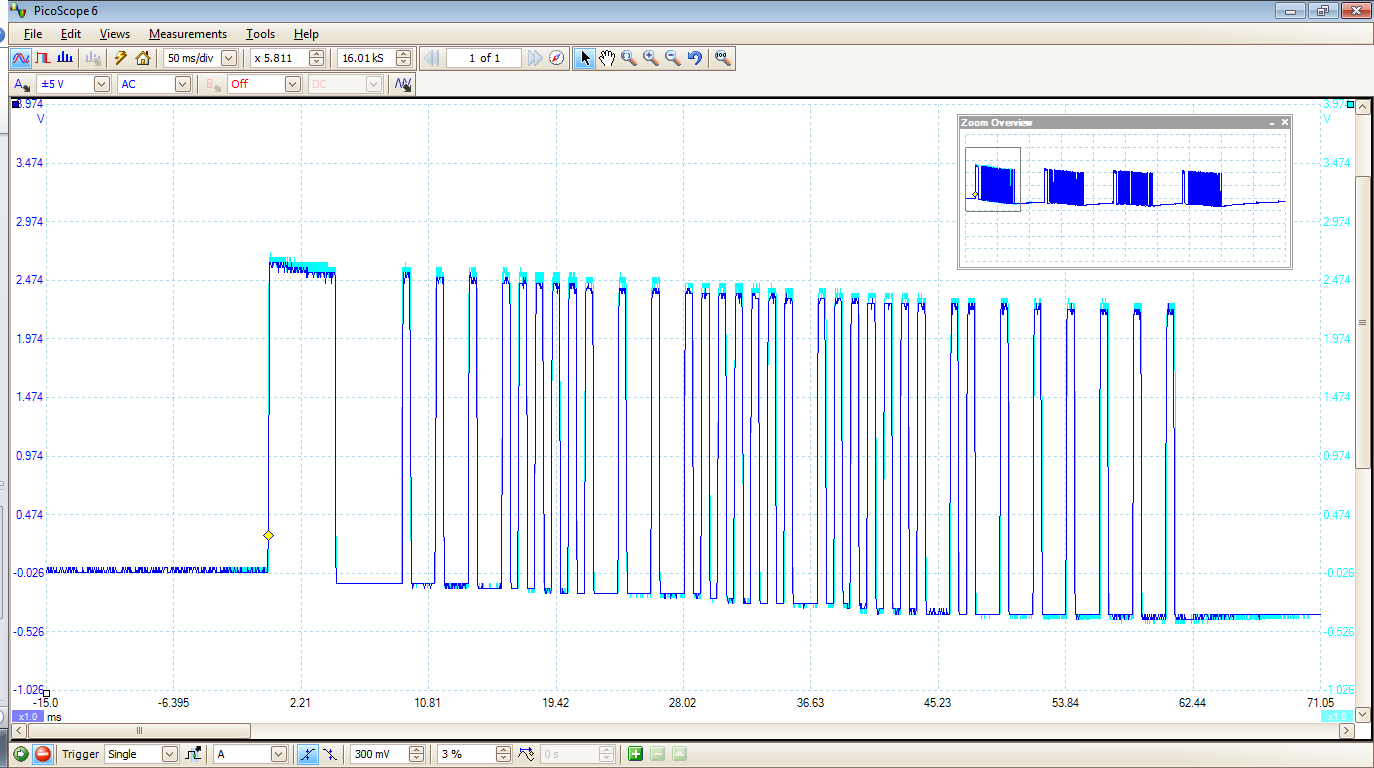 PicoScope 6
File Edit Views Measurements Tools Help
50 ms/div x 5.811 16.01 kS 1 of 1
A ±5 V AC B Off DC
3.974 3.974
V V
Zoom Overview
3.474 3.474
2.974 2.974
2.474 2.474
1.974 1.974
1.474 1.474
0.974 0.974
0.474 0.474
-0.026 -0.026
-0.526 -0.526
-1.026 -1.026
-15.0 -6.395 2.21 10.81 19.42 28.02 36.63 45.23 53.84 62.44 71.05
x1.0 ms x1.0
Trigger Single A 300 mV 3 % 0 s